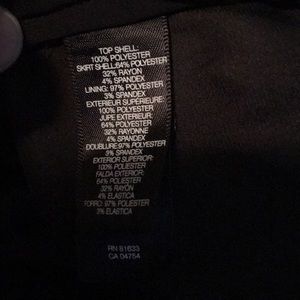 TOP SHELL:
100% POLYESTER
SKIRT SHELL:64% POLYESTER
32% RAYON
4% SPANDEX
LINING: 97% POLYESTER
3% SPANDEX
EXTERIEUR SUPÉRIEURE:
100% POLYESTER
JUPE EXTERIEUR:
64% POLYESTER
32% RAYONNE
4% SPANDEX
DOUBLURE:97% POLYESTER
3% SPANDEX
EXTERIOR SUPERIOR:
100% POLIESTER
FALDA EXTERIOR:
64% POLIESTER
32% RAYON
4% ELASTICA
FORRO: 97% POLIESTER
3% ELASTICA
RN 81633
CA 04754